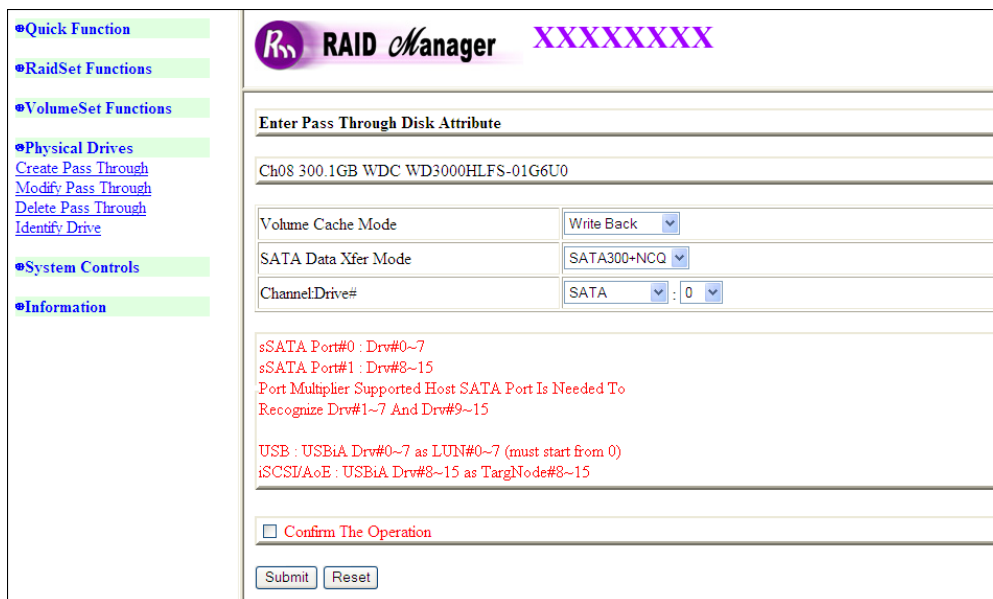 Quick Function
RaidSet Functions
VolumeSet Functions
Physical Drives
Create Pass Through
Modify Pass Through
Delete Pass Through
Identify Drive
System Controls
Information
Rm RAID Manager XXXXXXXX
Enter Pass Through Disk Attribute
Ch08 300.1GB WDC WD3000HLFS-01G6U0
Volume Cache Mode Write Back
SATA Data Xfer Mode SATA300+NCQ
Channel:Drive# SATA : 0
sSATA Port#0 : Drv#0~7
sSATA Port#1 : Drv#8~15
Port Multiplier Supported Host SATA Port Is Needed To
Recognize Drv#1~7 And Drv#9~15
USB : USBiA Drv#0~7 as LUN#0~7 (must start from 0)
iSCSI/AoE : USBiA Drv#8~15 as TargNode#8~15
Confirm The Operation
Submit Reset